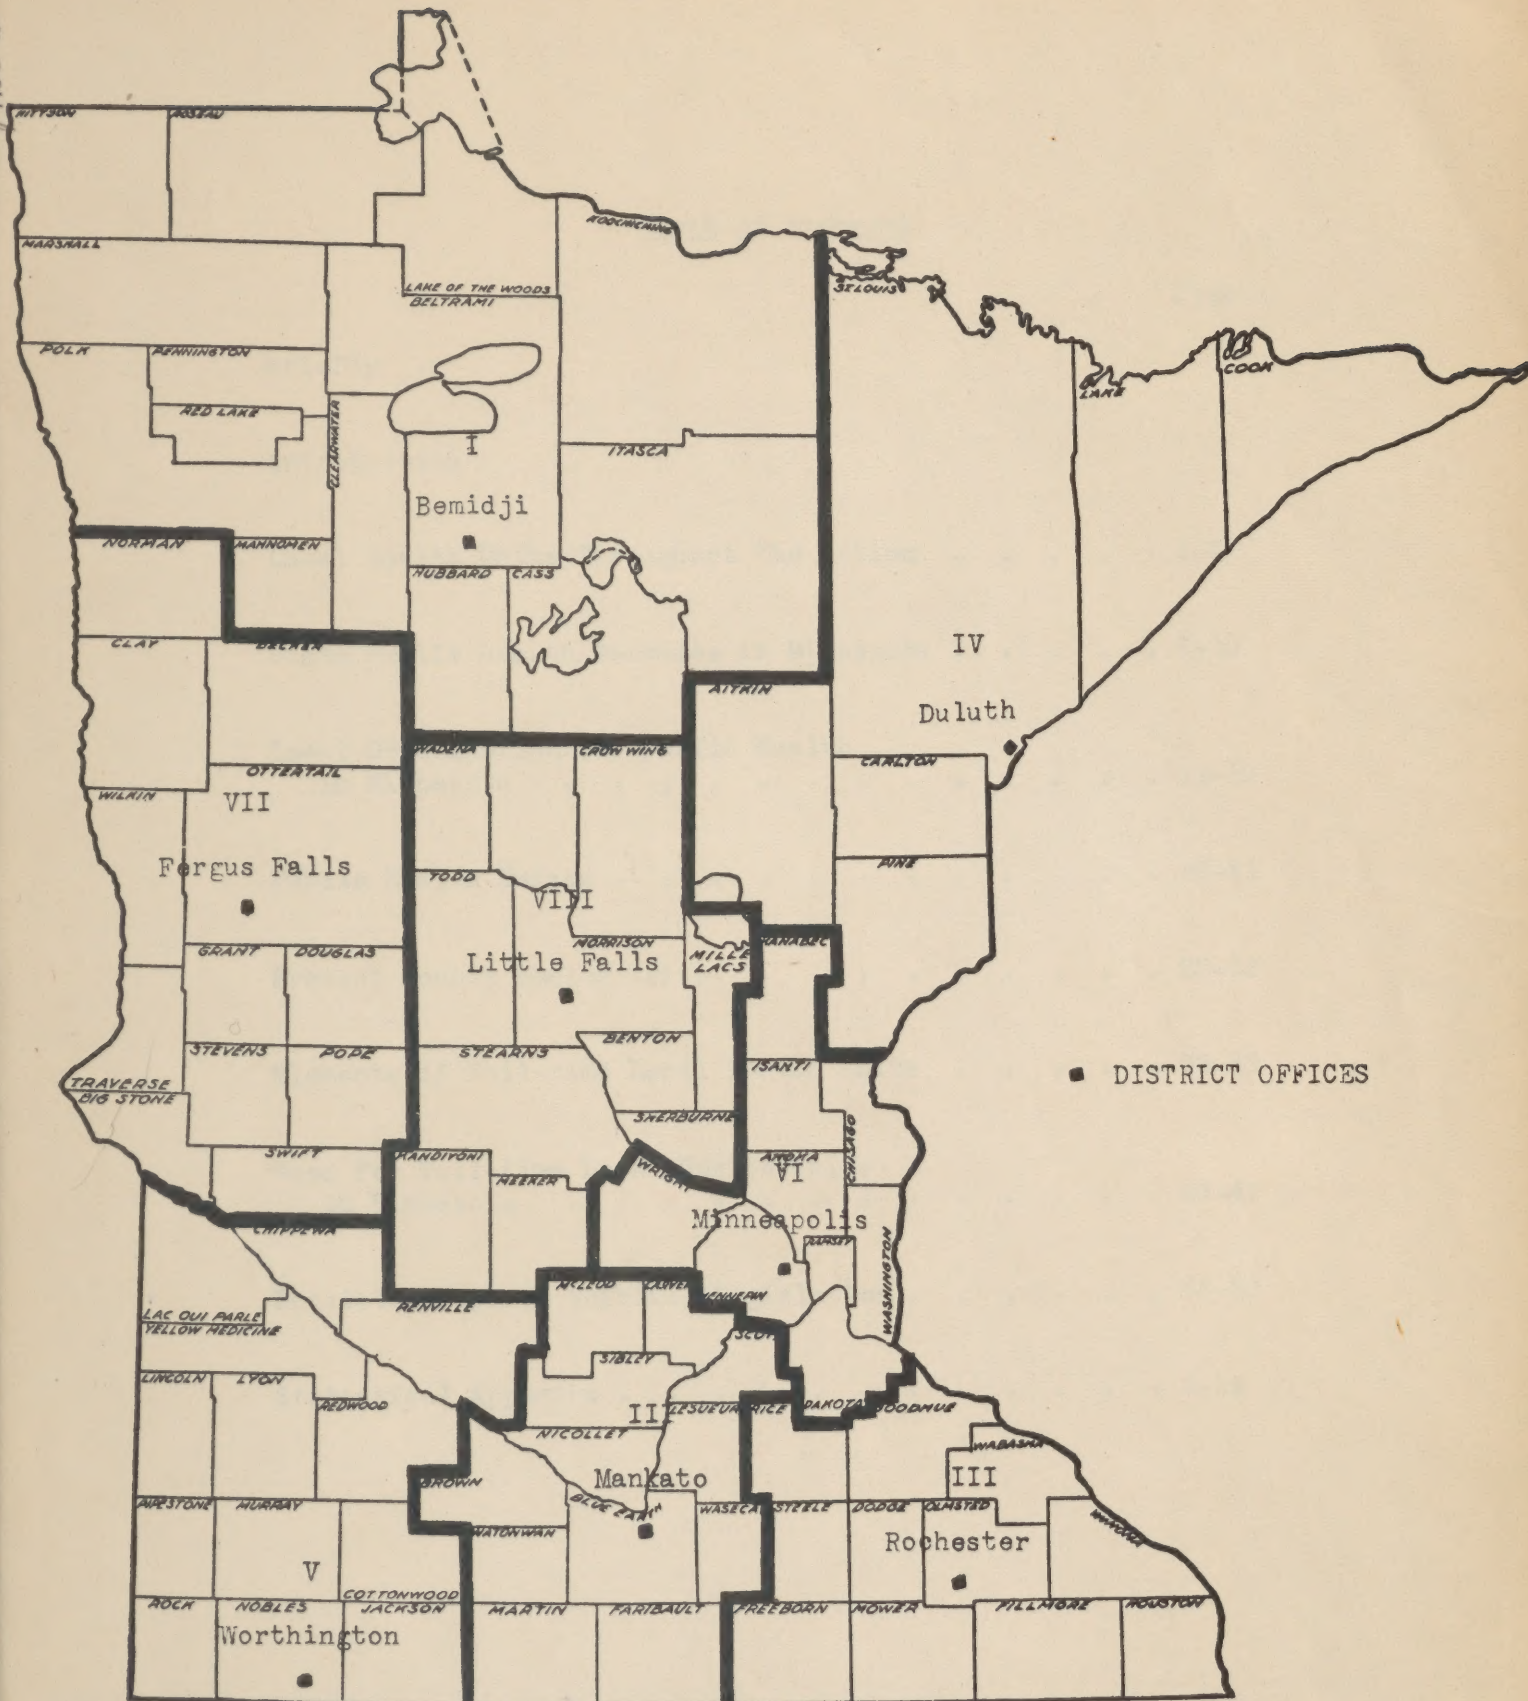 KITTSON
ROSEAU
KOOCHICHING
MARSHALL
LAKE OF THE WOODS
BELTRAMI
ST. LOUIS
POLK
PENNINGTON
COOK
LAKE
RED LAKE
CLEARWATER
I
ITASCA
Bemidji
NORMAN
MAHNOMEN
HUBBARD
CASS
CLAY
BECKER
IV
AITKIN
Duluth
WADENA
CROW WING
CARLTON
OTTERTAIL
WILKIN
VII
PINE
Fergus Falls
TODD
VIII
MORRISON
KANABEC
GRANT
DOUGLAS
Little Falls
MILLE
LACS
BENTON
STEVENS
POPE
STEARNS
ISANTI
■ DISTRICT OFFICES
TRAVERSE
BIG STONE
SHERBURNE
CHISAGO
SWIFT
KANDIYOHI
ANOKA
WRIGHT
VI
MEEKER
Minneapolis
CHIPPEWA
RAMSEY
WASHINGTON
MCLEOD
CARVER
HENNEPIN
RENVILLE
LAC QUI PARLE
YELLOW MEDICINE
SCOTT
SIBLEY
LINCOLN
LYON
REDWOOD
LESUEUR
RICE
DAKOTA
GOODHUE
III
NICOLLET
WABASHA
III
BROWN
Mankato
PIPESTONE
MURRAY
BLUE EARTH
WASECA
STEELE
DODGE
OLMSTED
WINONA
WATONWAN
Rochester
V
COTTONWOOD
ROCK
NOBLES
JACKSON
MARTIN
FARIBAULT
FREEBORN
MOWER
FILLMORE
HOUSTON
Worthington